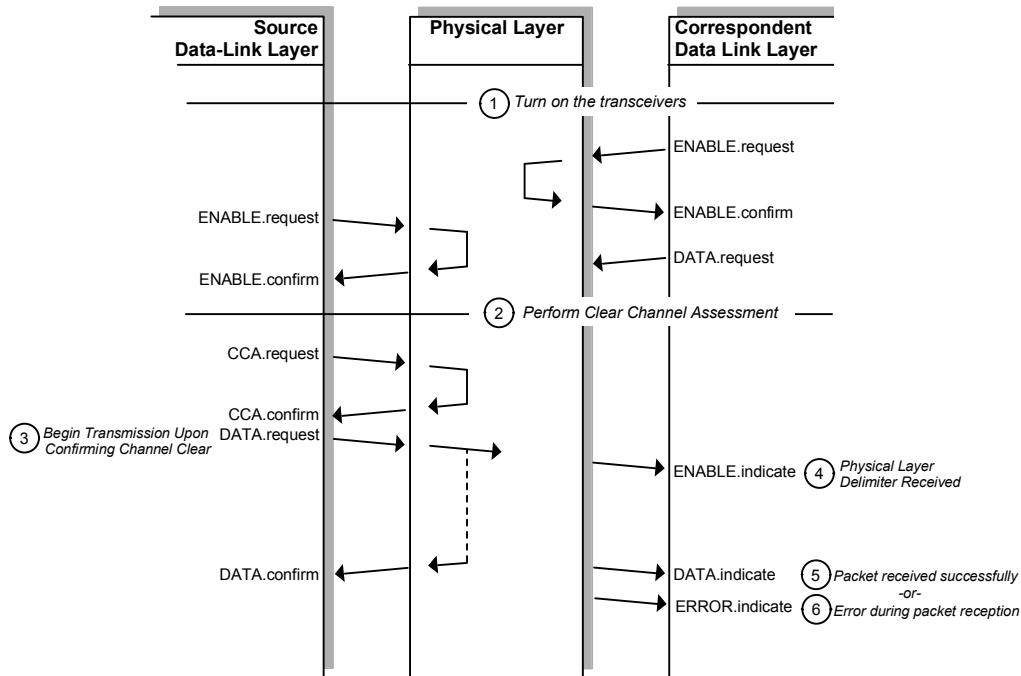 Source
Data-Link Layer
Physical Layer
Correspondent
Data Link Layer
1 Turn on the transceivers
ENABLE.request
ENABLE.confirm
ENABLE.request
DATA.request
ENABLE.confirm
2 Perform Clear Channel Assessment
CCA.request
CCA.confirm
3 Begin Transmission Upon
Confirming Channel Clear
DATA.request
ENABLE.indicate
4 Physical Layer
Delimiter Received
DATA.confirm
DATA.indicate
5 Packet received successfully
-or-
ERROR.indicate
6 Error during packet reception